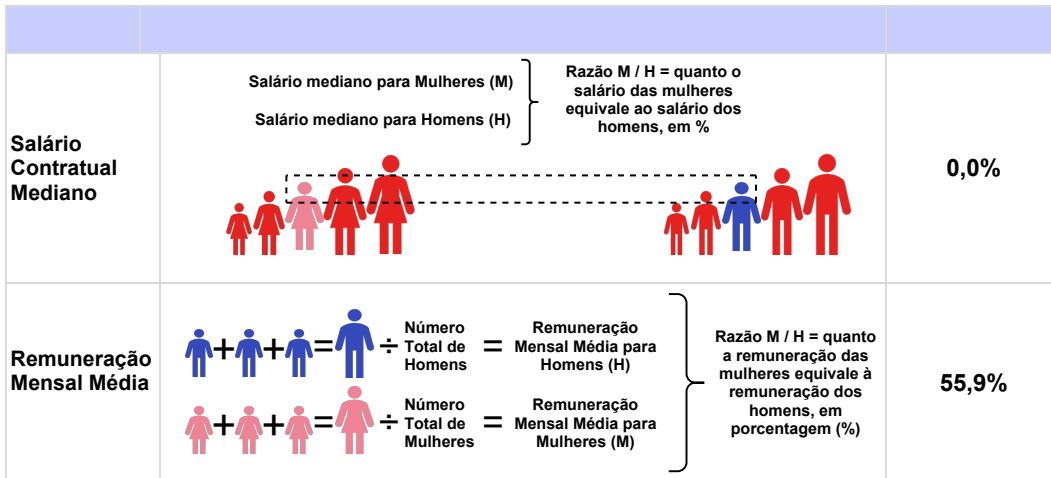 Salário
Contratual
Mediano
Salário mediano para Mulheres (M)
Salário mediano para Homens (H)
Razão M / H = quanto o
salário das mulheres
equivale ao salário dos
homens, em %
0,0%
Remuneração
Mensal Média
+ + = ÷
Número
Total de
Homens
=
Remuneração
Mensal Média para
Homens (H)
+ + = ÷
Número
Total de
Mulheres
=
Remuneração
Mensal Média para
Mulheres (M)
Razão M / H = quanto
a remuneração das
mulheres equivale à
remuneração dos
homens, em
porcentagem (%)
55,9%